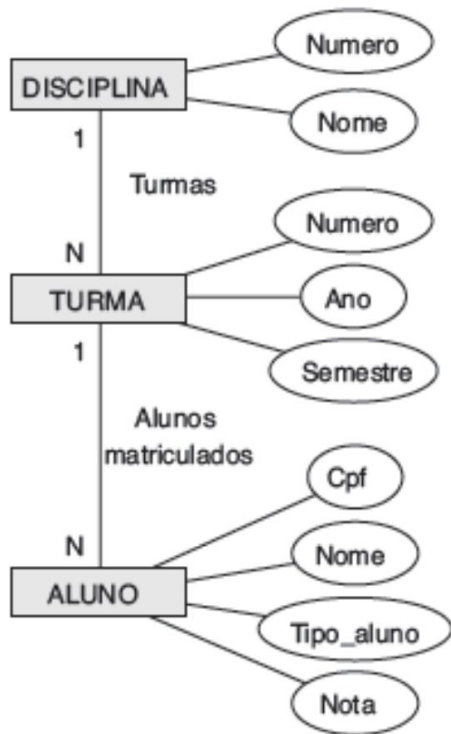 Numero
DISCIPLINA
Nome
1
Turmas
Numero
N
TURMA
Ano
1
Semestre
Alunos
matriculados
Cpf
N
Nome
ALUNO
Tipo_aluno
Nota